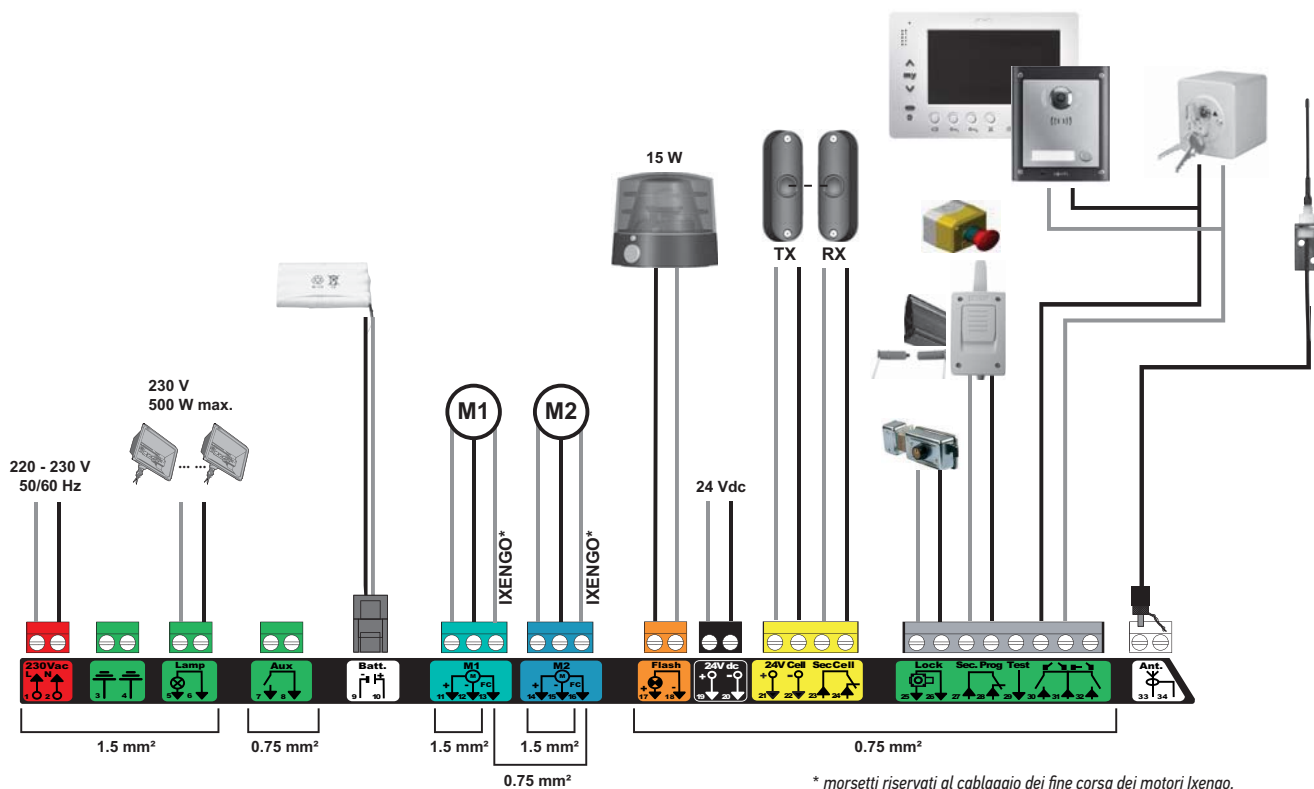 15 W
TX RX
230 V
500 W max.
M1 M2
220 - 230 V
50/60 Hz
24 Vdc
IXENGO*
IXENGO*
230Vac
L N
1 2
3 4
Lamp
5 6
Aux
7 8
Batt.
9 10
M1
+ M - FC
11 12 13
M2
+ M - FC
14 15 16
Flash
+ -
17 18
24V dc
+ -
19 20
24V Cell Sec Cell
+ -
21 22 23 24
Lock Sec. Prog Test
25 26 27 28 29 30 31 32
Ant.
33 34
1.5 mm²
0.75 mm²
1.5 mm²
1.5 mm²
0.75 mm²
0.75 mm²
* morsetti riservati al cablaggio dei fine corsa dei motori Ixengo.
my